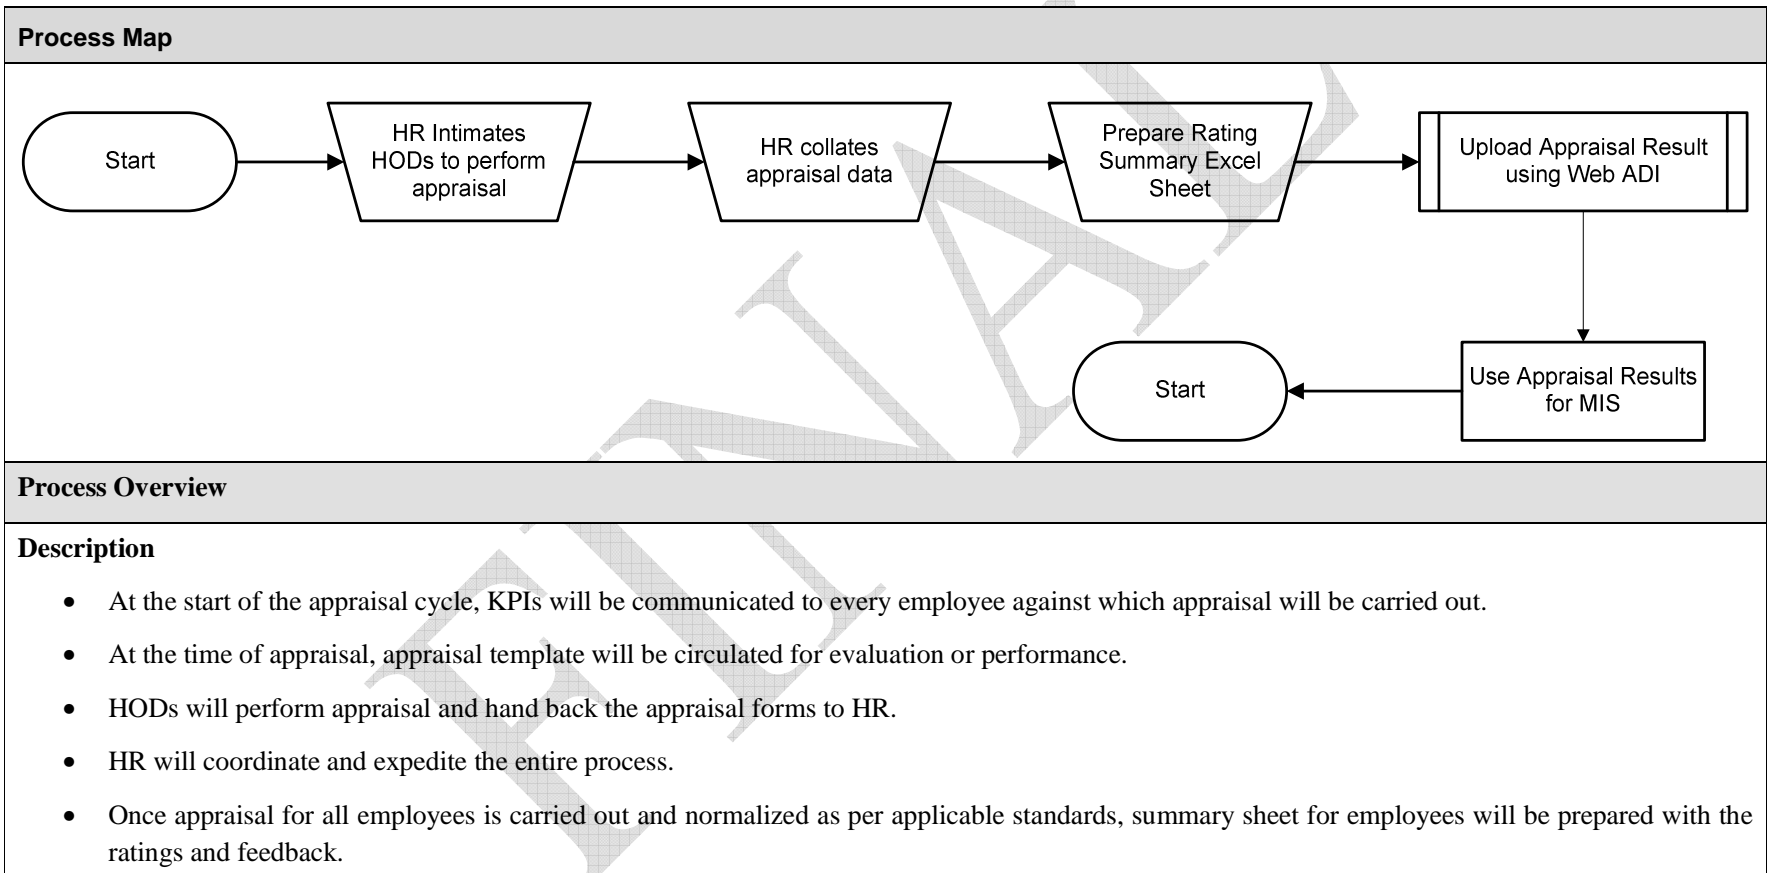 Process Map
Start
HR Intimates
HODs to perform
appraisal
HR collates
appraisal data
Prepare Rating
Summary Excel
Sheet
Upload Appraisal Result
using Web ADI
Use Appraisal Results
for MIS
Start
Process Overview
Description
• At the start of the appraisal cycle, KPIs will be communicated to every employee against which appraisal will be carried out.
• At the time of appraisal, appraisal template will be circulated for evaluation or performance.
• HODs will perform appraisal and hand back the appraisal forms to HR.
• HR will coordinate and expedite the entire process.
• Once appraisal for all employees is carried out and normalized as per applicable standards, summary sheet for employees will be prepared with the
ratings and feedback.
FINAL